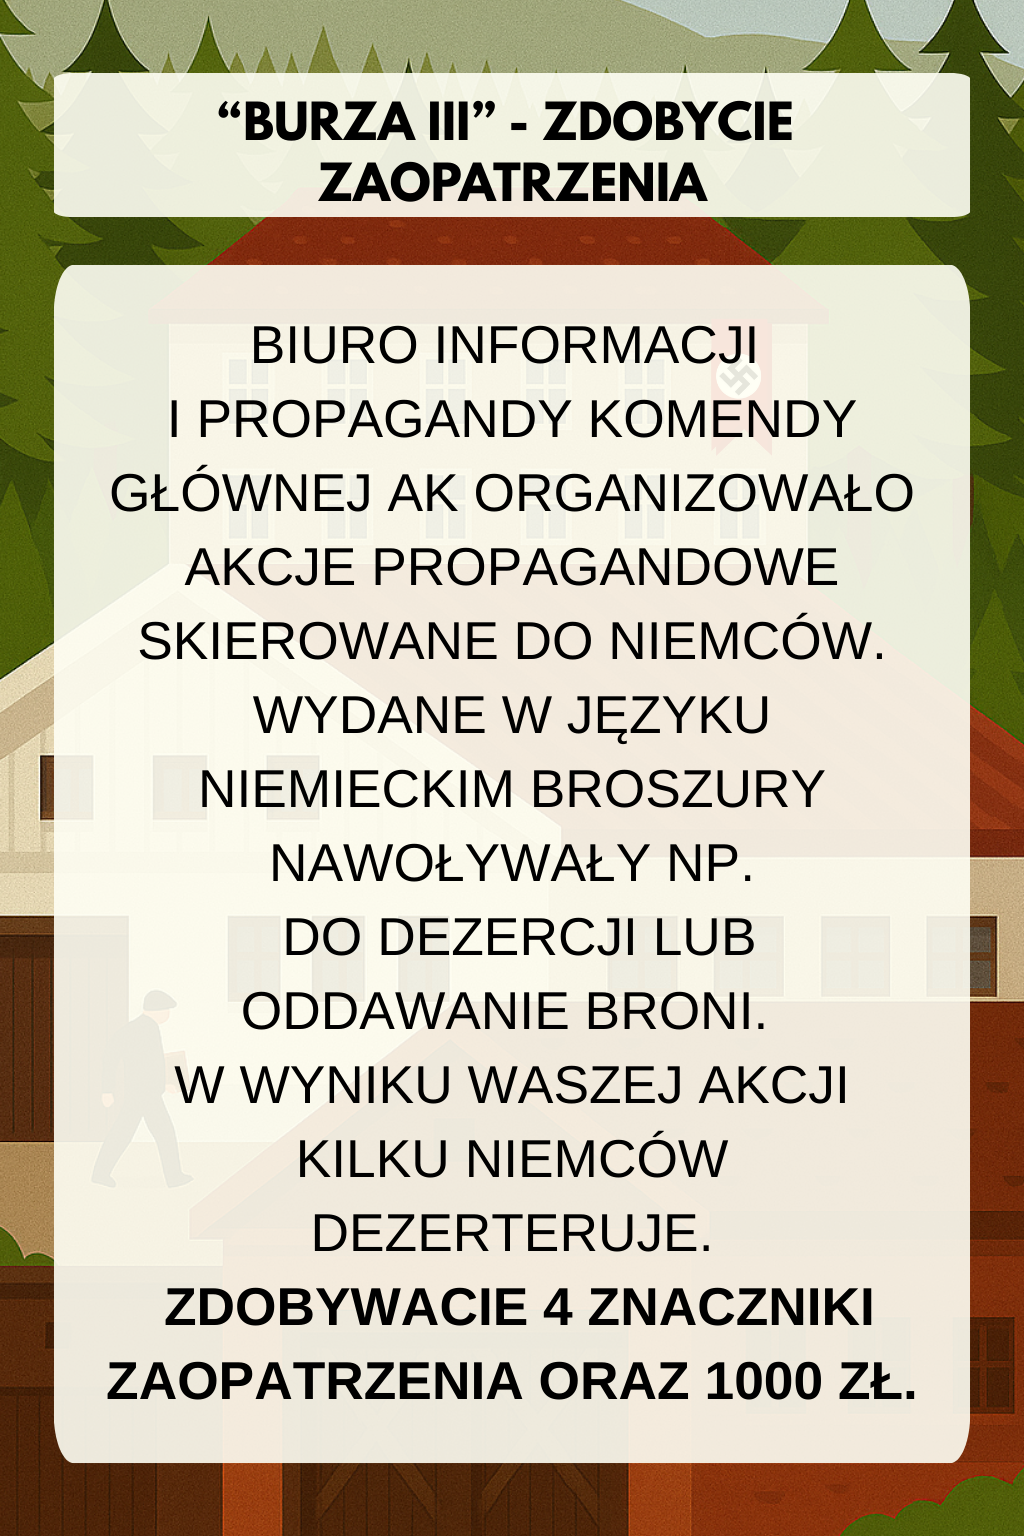 “BURZA III” - ZDOBYCIE
ZAOPATRZENIA
BIURO INFORMACJI
I PROPAGANDY KOMENDY
GŁÓWNEJ AK ORGANIZOWAŁO
AKCJE PROPAGANDOWE
SKIEROWANE DO NIEMCÓW.
WYDANE W JĘZYKU
NIEMIECKIM BROSZURY
NAWOŁYWAŁY NP.
DO DEZERCJI LUB
ODDAWANIE BRONI.
W WYNIKU WASZEJ AKCJI
KILKU NIEMCÓW
DEZERTERUJE.
ZDOBYWACIE 4 ZNACZNIKI
ZAOPATRZENIA ORAZ 1000 ZŁ.